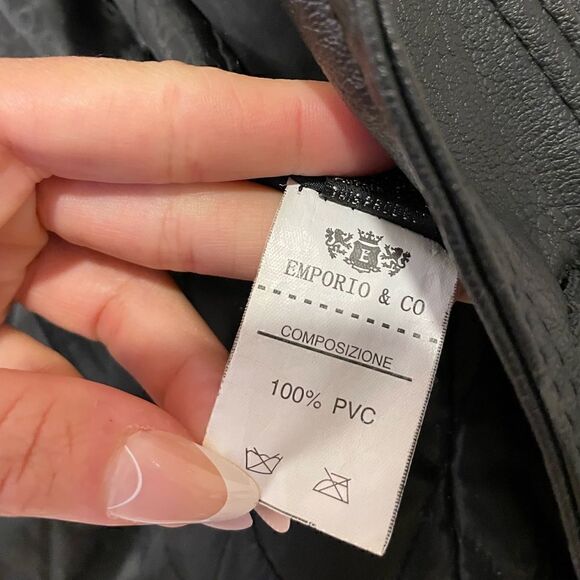 E
EMPORIO & CO
COMPOSIZIONE
100% PVC